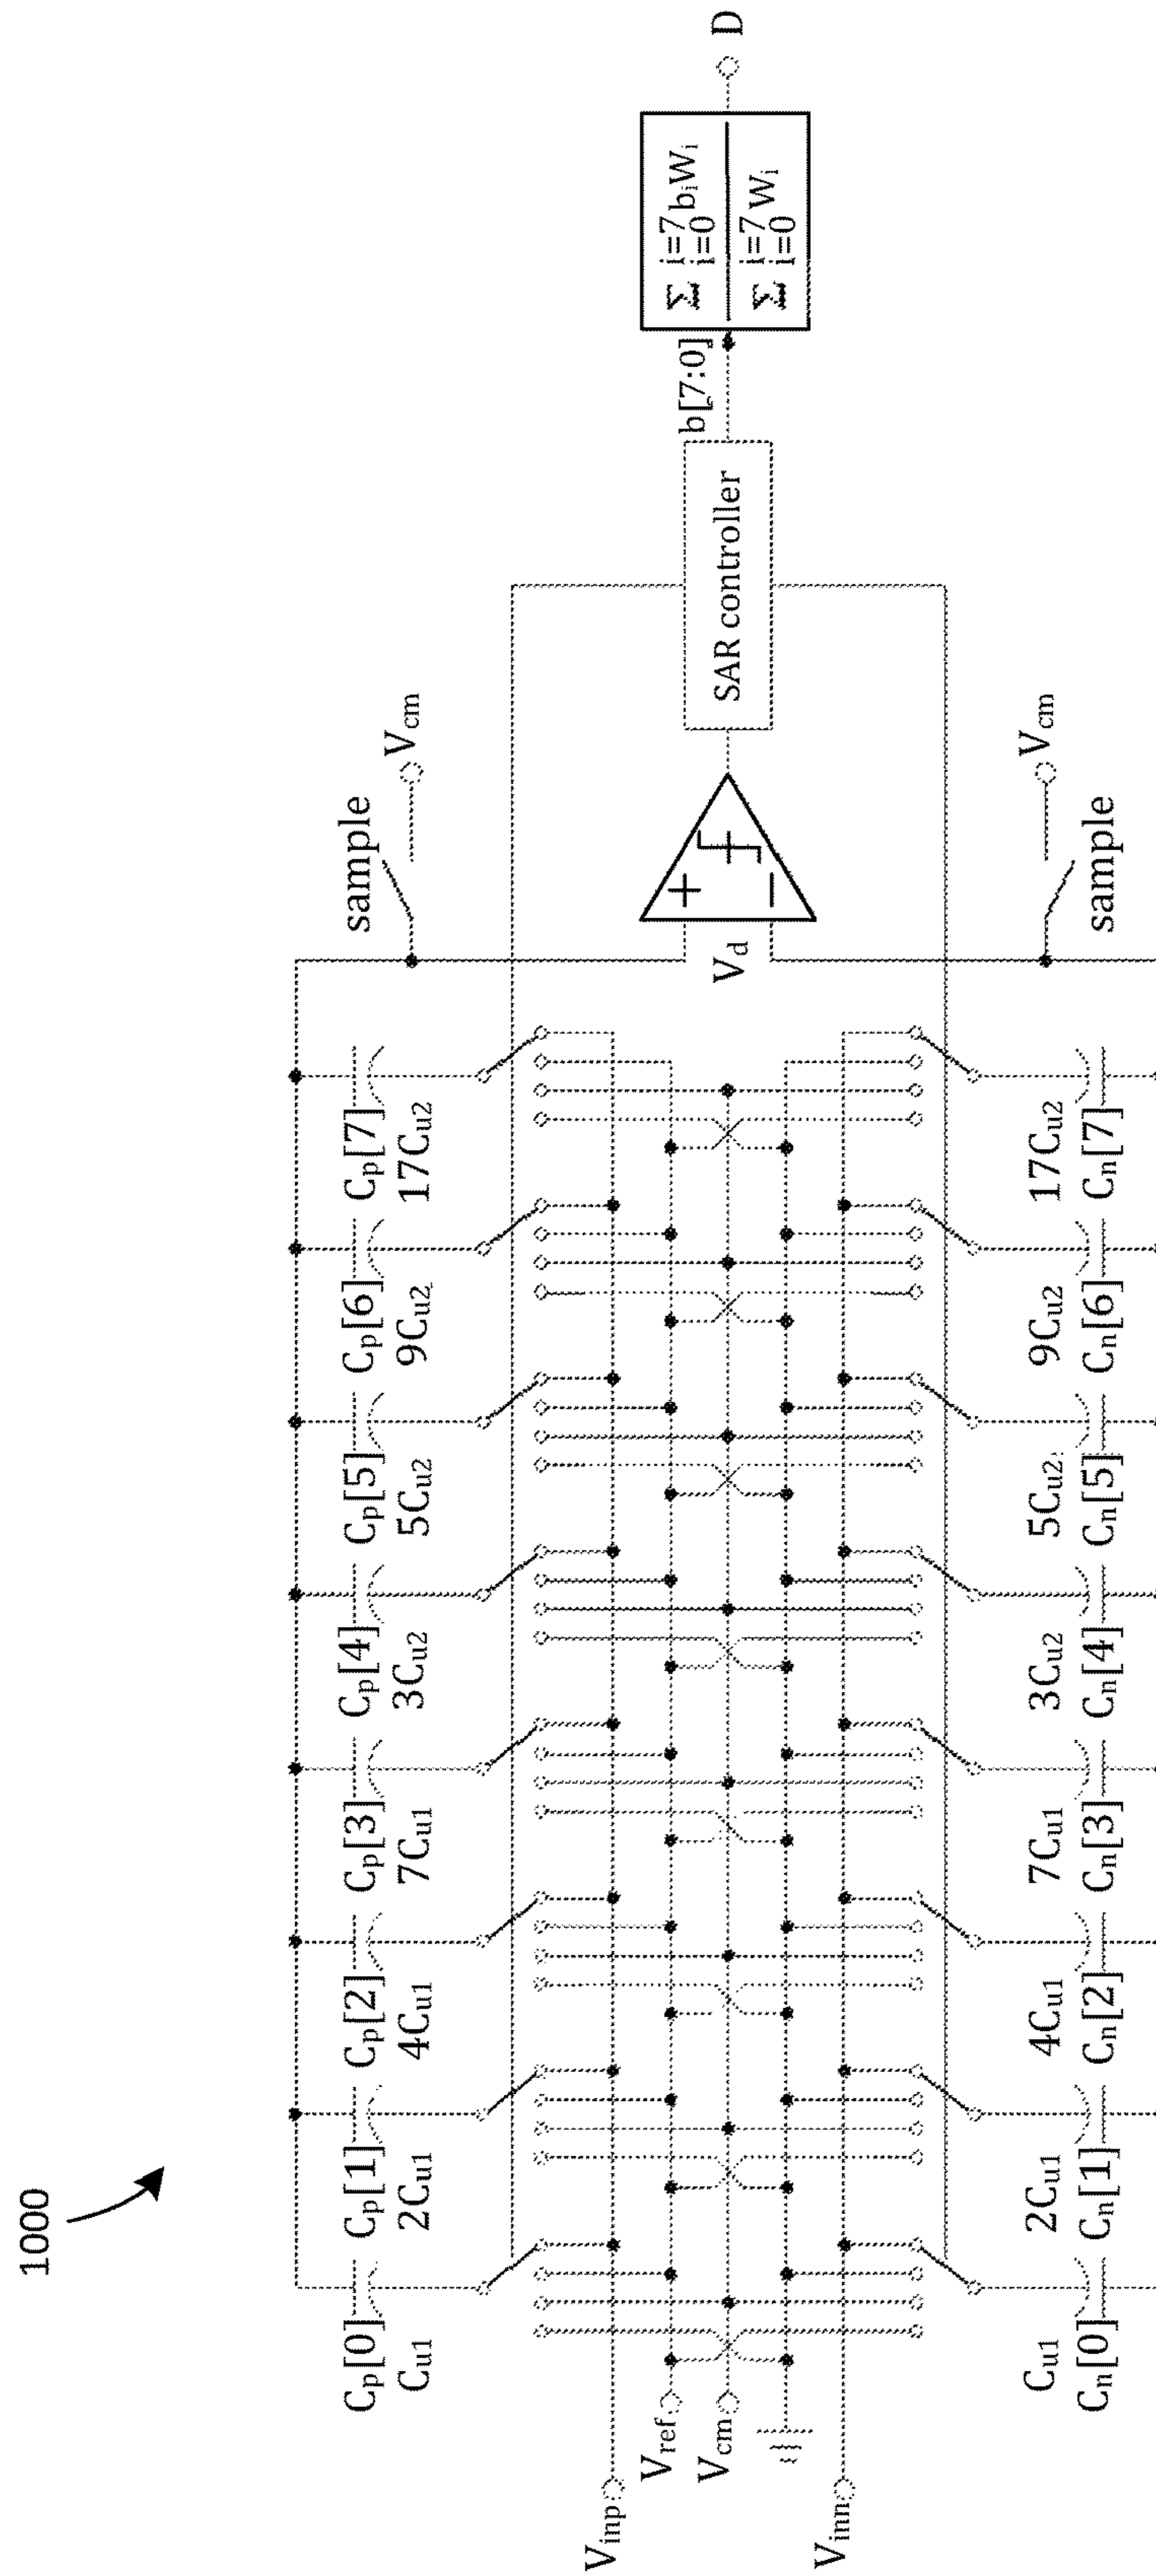 1000
Cp[0]
Cu1
Cp[1]
2Cu1
Cp[2]
4Cu1
Cp[3]
7Cu1
Cp[4]
3Cu2
Cp[5]
5Cu2
Cp[6]
9Cu2
Cp[7]
17Cu2
sample
Vcm
Vinp
Vref
Vcm
Vinn
Vd
+
−
SAR controller
b[7:0]
Σ i=7 i=0 biWi
Σ i=7 i=0 Wi
D
Cu1
Cn[0]
2Cu1
Cn[1]
4Cu1
Cn[2]
7Cu1
Cn[3]
3Cu2
Cn[4]
5Cu2
Cn[5]
9Cu2
Cn[6]
17Cu2
Cn[7]
sample
Vcm